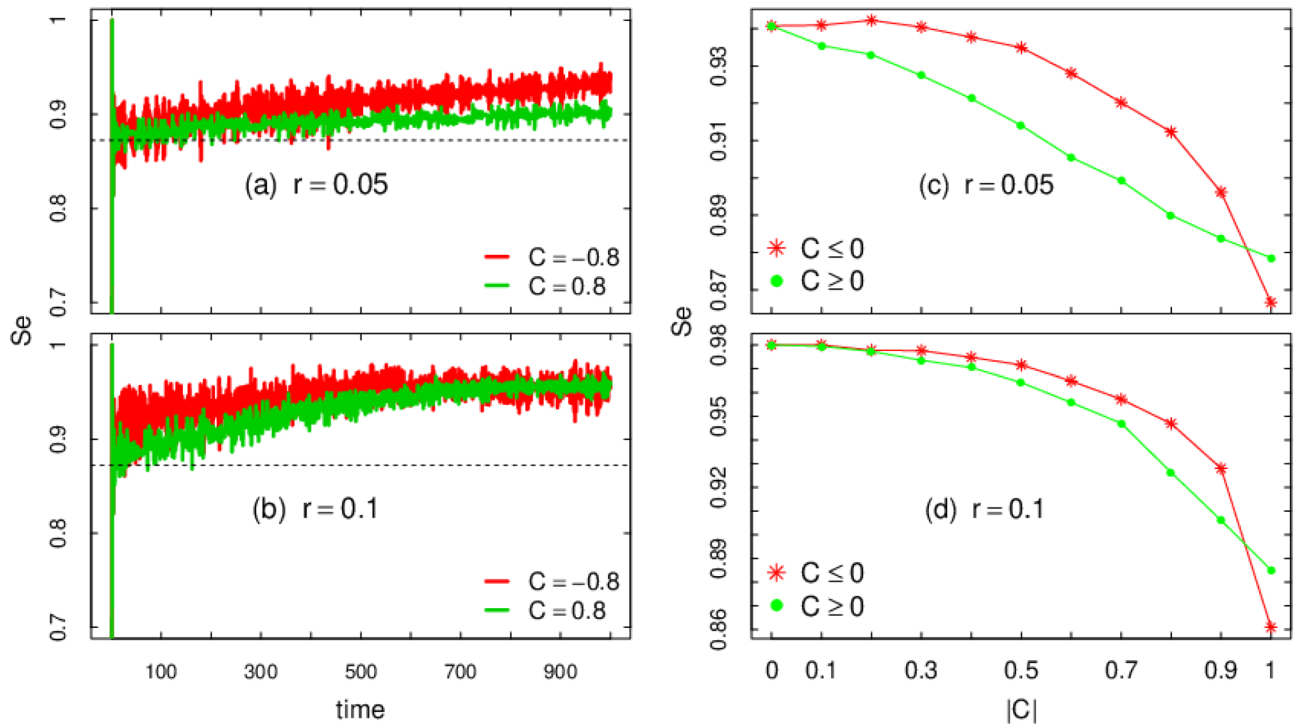 Se
1
0.9
0.8
0.7
(a) r = 0.05
C = −0.8
C = 0.8
1
0.9
0.8
0.7
(b) r = 0.1
C = −0.8
C = 0.8
100 300 500 700 900
time
Se
0.93
0.91
0.89
0.87
(c) r = 0.05
C ≤ 0
C ≥ 0
0.98
0.95
0.92
0.89
0.86
(d) r = 0.1
C ≤ 0
C ≥ 0
0 0.1 0.3 0.5 0.7 0.9 1
|C|